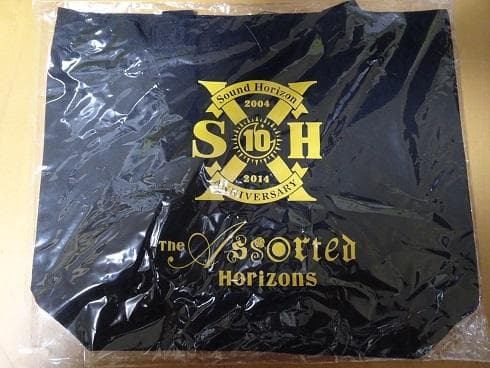 Sound Horizon
2004
S 10 H
2014
ANNIVERSARY
The Assorted
Horizons